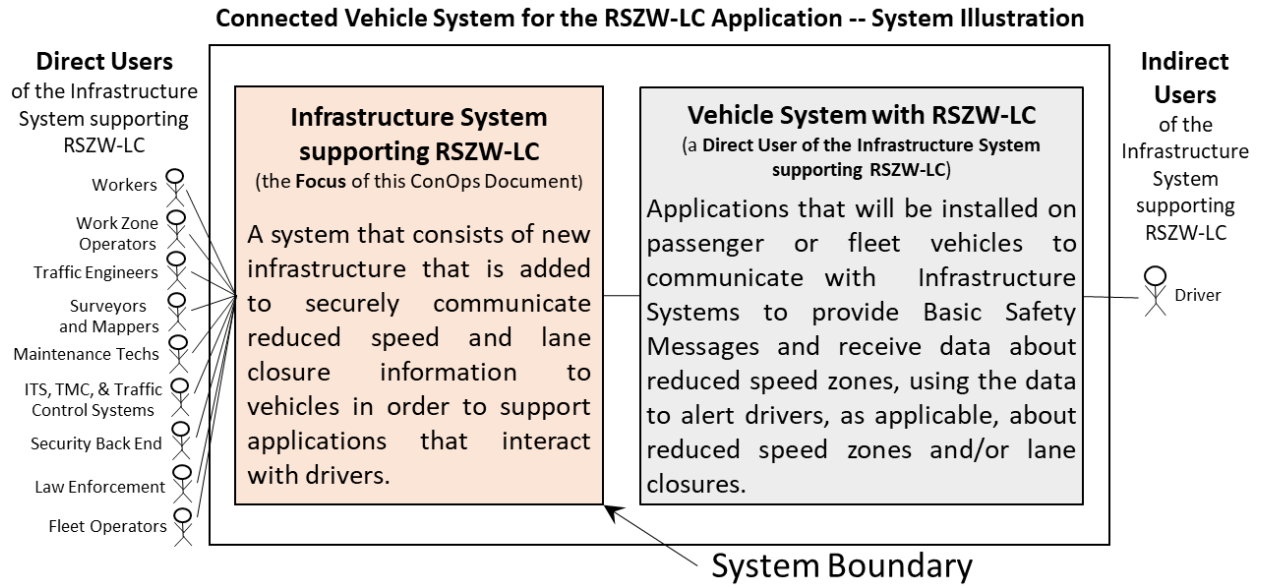 Connected Vehicle System for the RSZW-LC Application -- System Illustration
Direct Users
of the Infrastructure
System supporting
RSZW-LC
Workers
Work Zone
Operators
Traffic Engineers
Surveyors
and Mappers
Maintenance Techs
ITS, TMC, & Traffic
Control Systems
Security Back End
Law Enforcement
Fleet Operators
Infrastructure System
supporting RSZW-LC
(the Focus of this ConOps Document)
A system that consists of new
infrastructure that is added
to securely communicate
reduced speed and lane
closure information to
vehicles in order to support
applications that interact
with drivers.
Vehicle System with RSZW-LC
(a Direct User of the Infrastructure System
supporting RSZW-LC)
Applications that will be installed on
passenger or fleet vehicles to
communicate with Infrastructure
Systems to provide Basic Safety
Messages and receive data about
reduced speed zones, using the data
to alert drivers, as applicable, about
reduced speed zones and/or lane
closures.
Indirect
Users
of the
Infrastructure
System
supporting
RSZW-LC
Driver
System Boundary